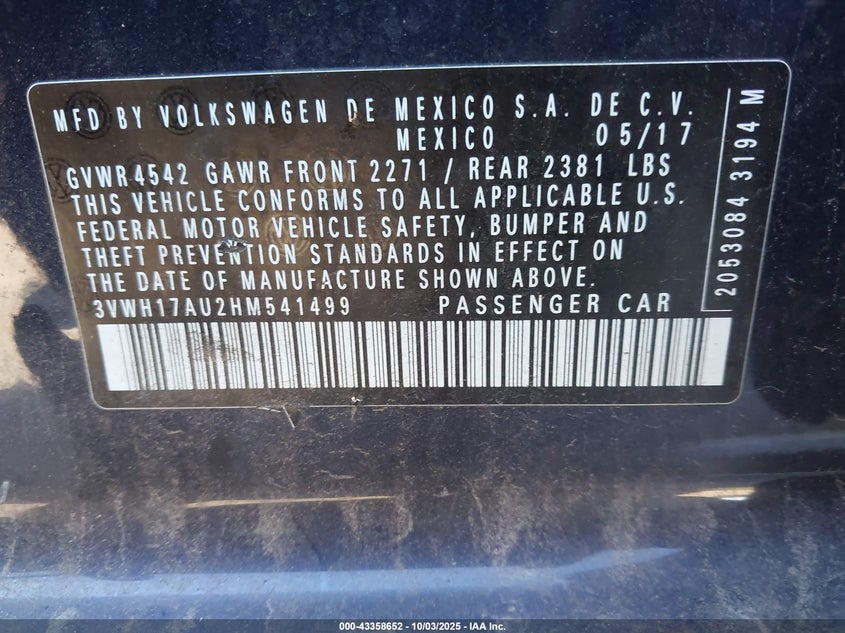 MFD BY VOLKSWAGEN DE MEXICO S.A. DE C.V.
MEXICO 05/17
GVWR4542 GAWR FRONT 2271 / REAR 2381 LBS
THIS VEHICLE CONFORMS TO ALL APPLICABLE U.S.
FEDERAL MOTOR VEHICLE SAFETY, BUMPER AND
THEFT PREVENTION STANDARDS IN EFFECT ON
THE DATE OF MANUFACTURE SHOWN ABOVE.
3VWH17AU2HM541499 PASSENGER CAR
2053084 3194 M
000-43358652 - 10/03/2025 - IAA Inc.